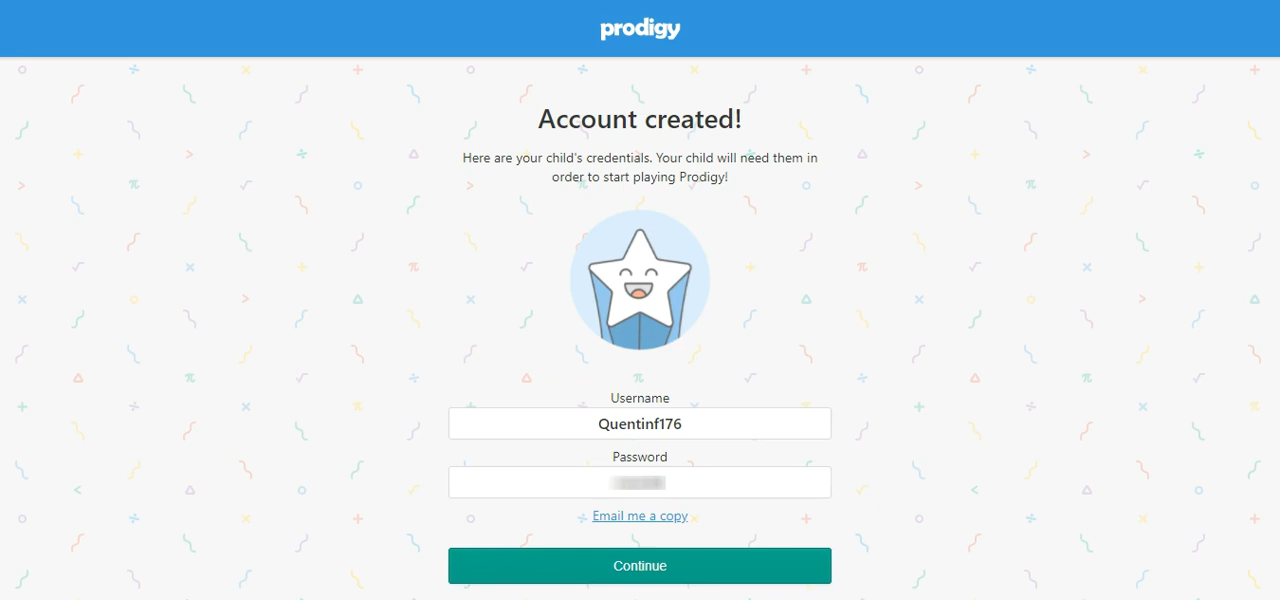 prodigy
Account created!
Here are your child's credentials. Your child will need them in
order to start playing Prodigy!
Username
Quentinf176
Password
Email me a copy
Continue